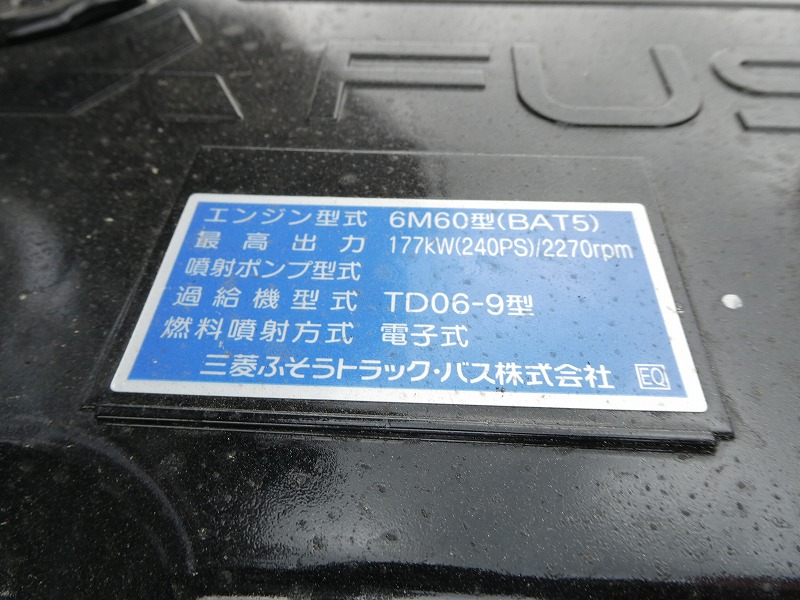 FUS
エンジン型式 6M60型(BAT5)
最高出力 177kW(240PS)/2270rpm
噴射ポンプ型式
過給機型式 TD06-9型
燃料噴射方式 電子式
三菱ふそうトラック・バス株式会社 EQ